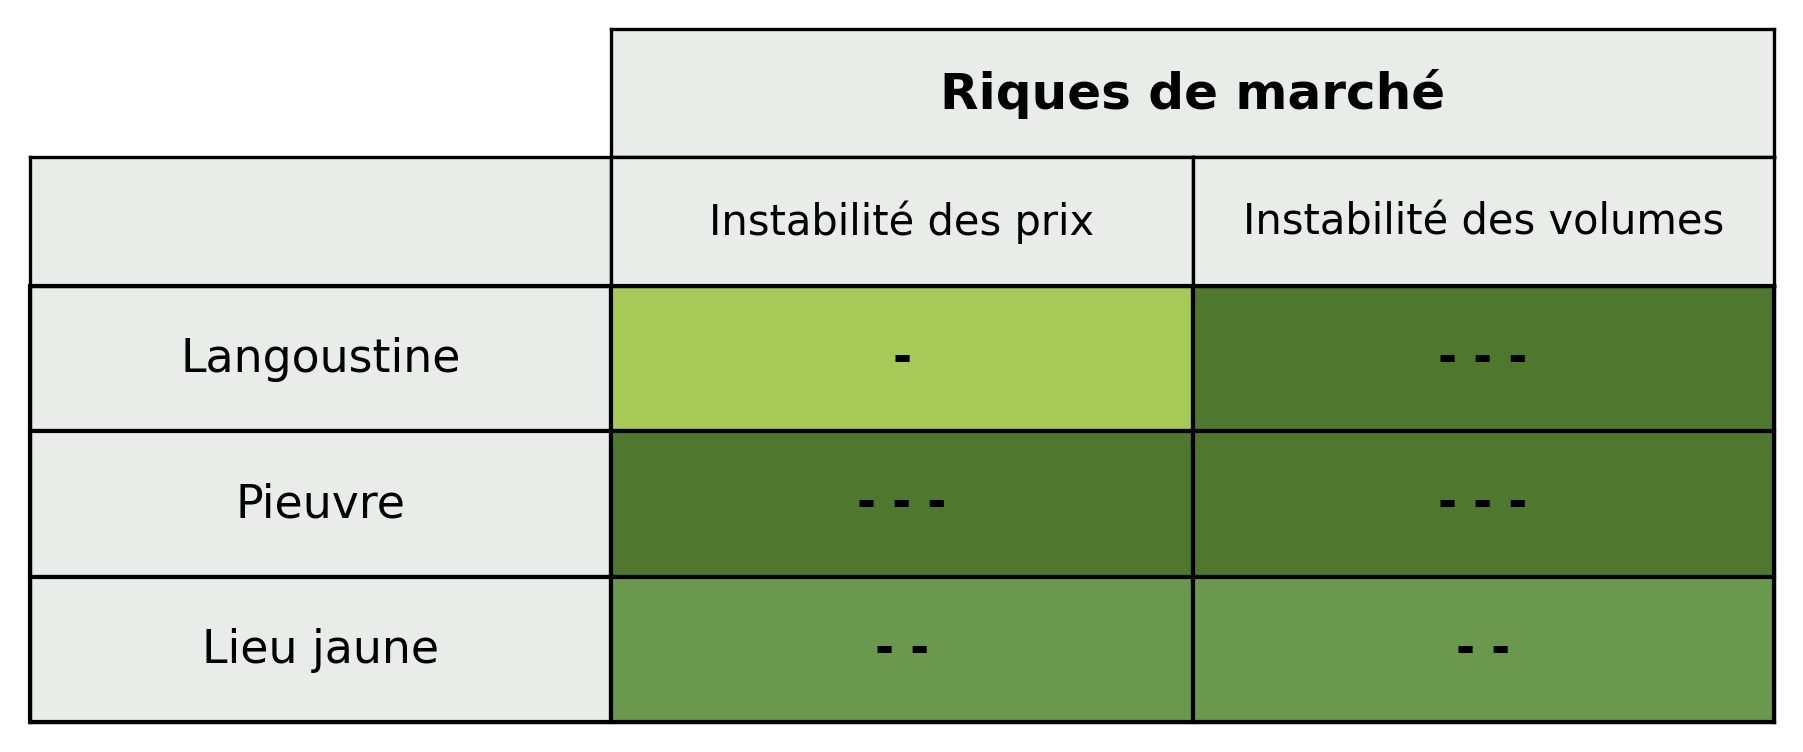 Riques de marché
Instabilité des prix Instabilité des volumes
Langoustine - - - -
Pieuvre - - - - - -
Lieu jaune - - - -